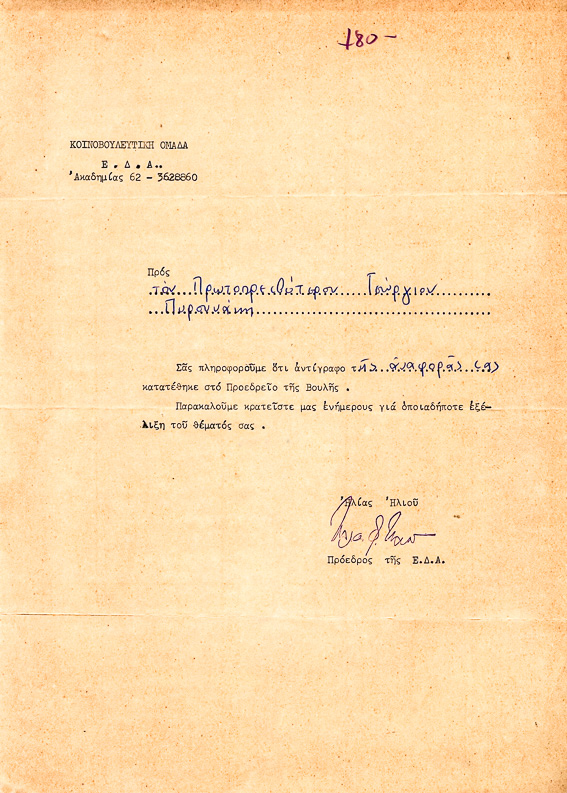 180-
ΚΟΙΝΟΒΟΥΛΕΥΤΙΚΗ ΟΜΑΔΑ
Ε. Δ. Α..
Ἀκαδημίας 62 - 3628860
Πρός
τόν Πρωτοπρεσβύτερον Γεώργιον
Πυρουνάκη
Σᾶς πληροφοροῦμε ὅτι ἀντίγραφο τῆς ἀναφορᾶς σας
κατατέθηκε στό Προεδρεῖο τῆς Βουλῆς .
Παρακαλοῦμε κρατεῖστε μας ἐνήμερους γιά ὁποιαδήποτε ἐξέ-
λιξη τοῦ θέματός σας .
Ἠλίας Ἠλιοῦ
Πρόεδρος τῆς Ε.Δ.Α.